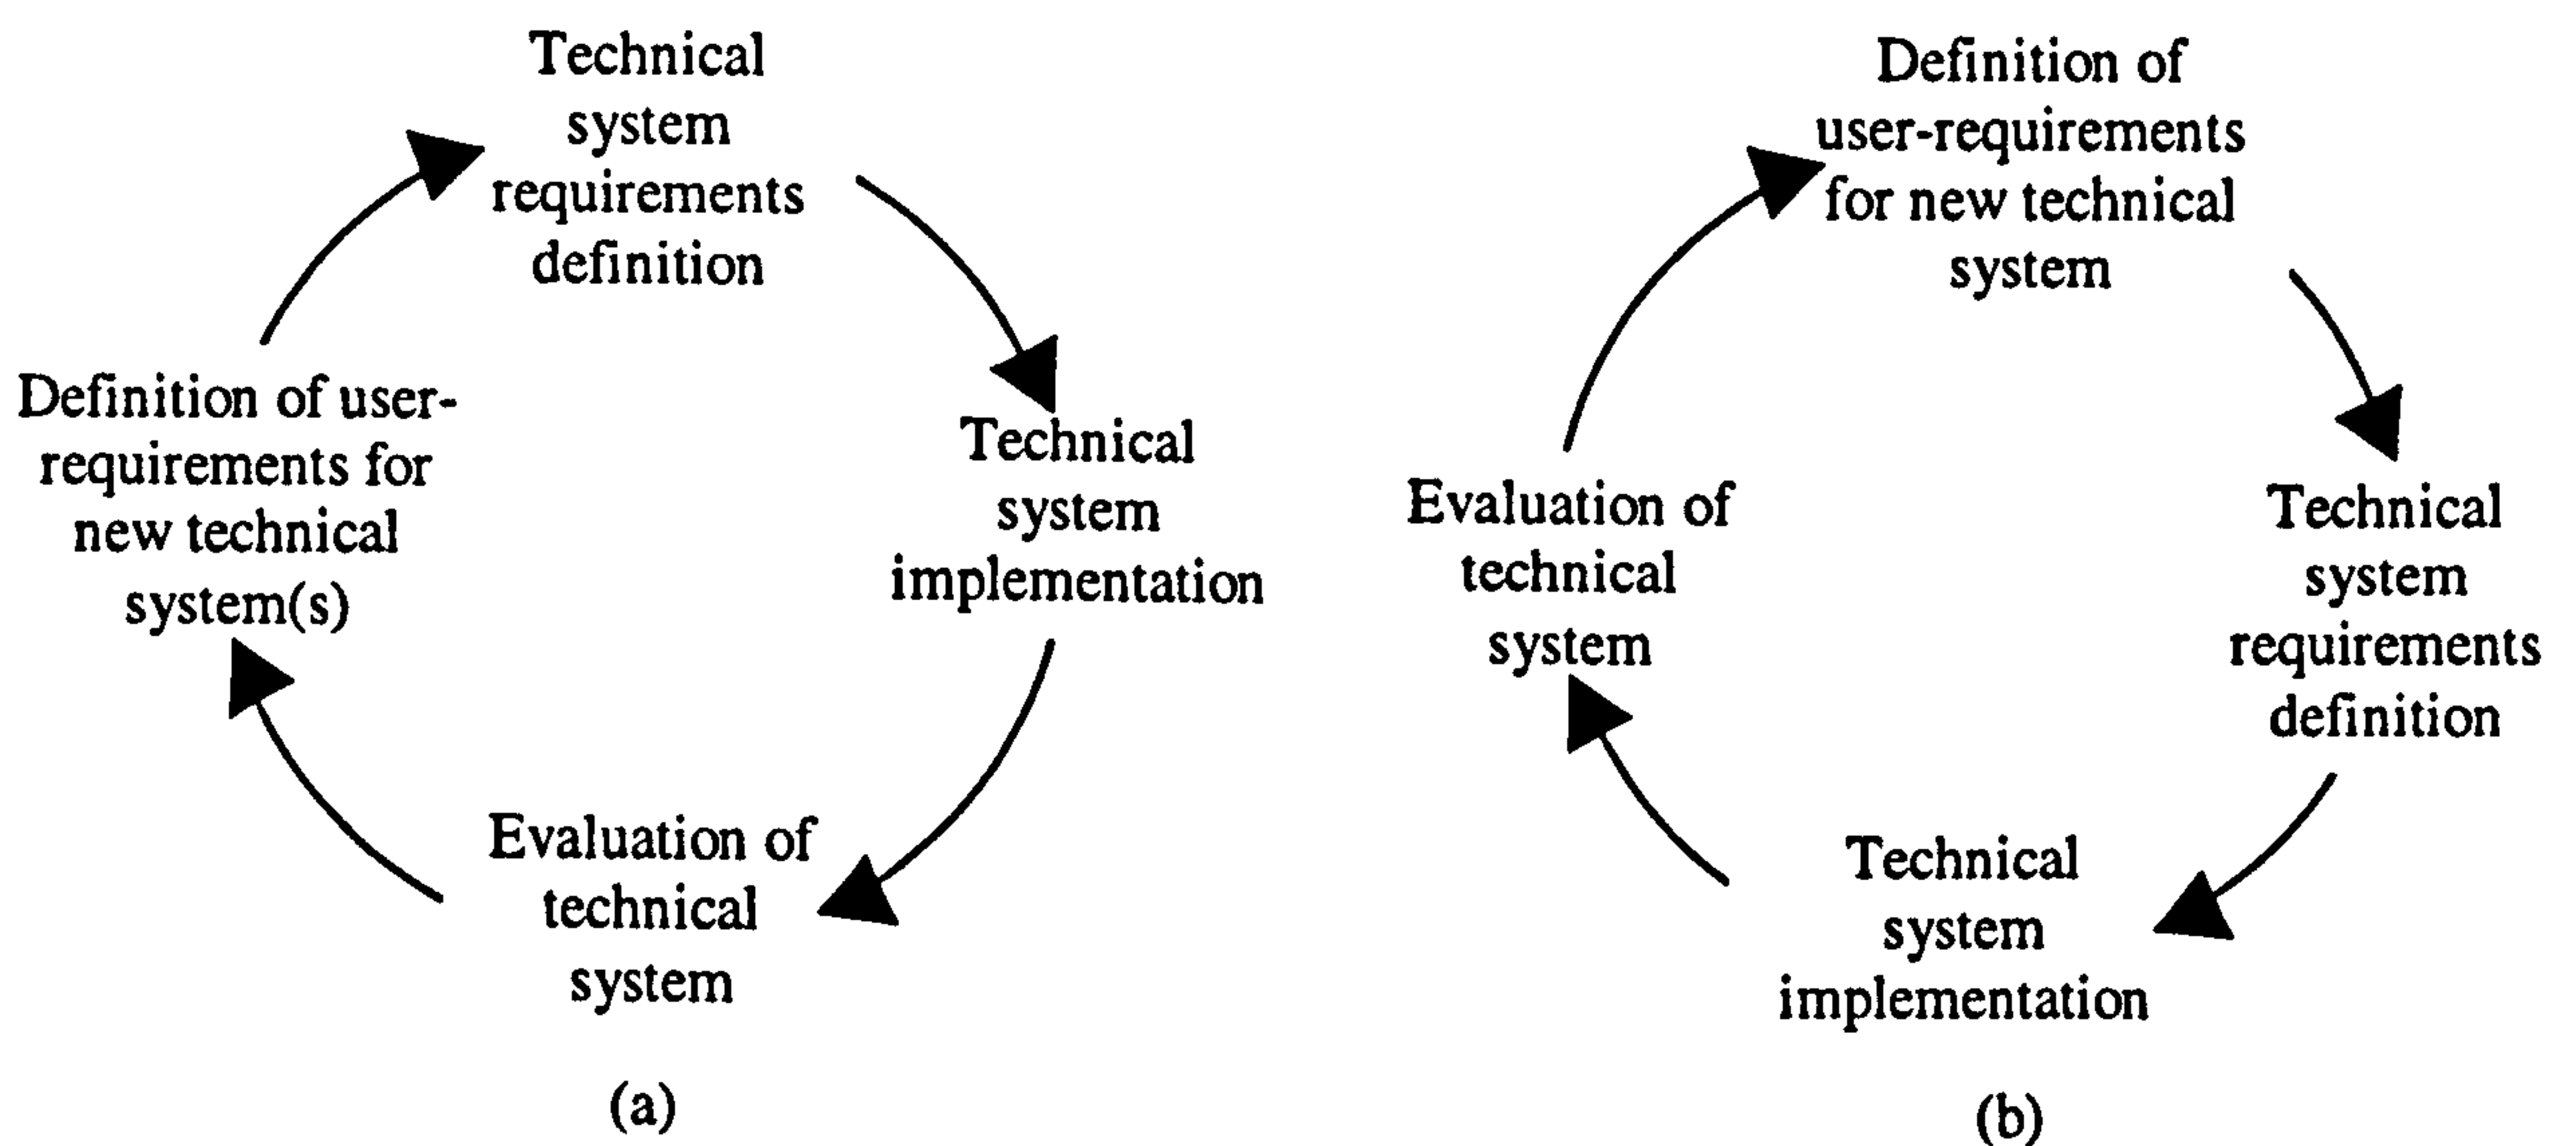 Technical
system
requirements
definition
Technical
system
implementation
Evaluation of
technical
system
Definition of user-
requirements for
new technical
system(s)
(a)
Definition of
user-requirements
for new technical
system
Technical
system
requirements
definition
Technical
system
implementation
Evaluation of
technical
system
(b)